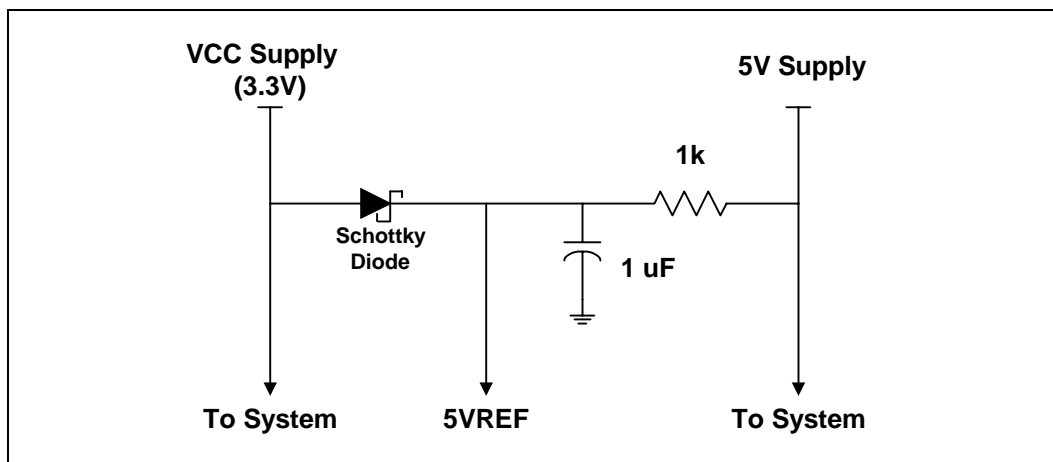 VCC Supply
(3.3V)
5V Supply
1k
Schottky
Diode
1 uF
To System
5VREF
To System